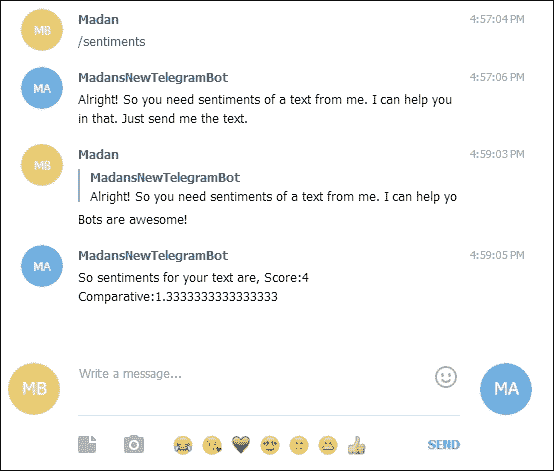 MB
Madan
4:57:04 PM
/sentiments
MA
MadansNewTelegramBot
4:57:06 PM
Alright! So you need sentiments of a text from me. I can help you
in that. Just send me the text.
MB
Madan
4:59:03 PM
MadansNewTelegramBot
Alright! So you need sentiments of a text from me. I can help yo
Bots are awesome!
MA
MadansNewTelegramBot
4:59:05 PM
So sentiments for your text are, Score:4
Comparative:1.3333333333333333
MB
Write a message...
MA
SEND